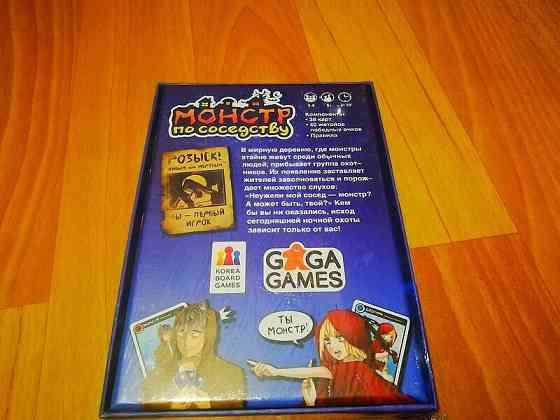 МОНСТР
ПО СОСЕДСТВУ
Компоненты:
• 38 карт
• 60 жетонов
победных очков
• Правила
В мирную деревню, где монстры
втайне живут среди обычных
людей, прибывает группа охот-
ников. Их появление заставляет
жителей заволноваться и порож-
дает множество слухов:
«Неужели мой сосед — монстр?
А может быть, твой?» Кем
бы вы ни оказались, исход
сегодняшней ночной охоты
зависит только от вас!
РОЗЫСК!
ТЫ — ПЕРВЫЙ
ИГРОК
KOREA
BOARD
GAMES
GAGA
GAMES
ТЫ
МОНСТР!